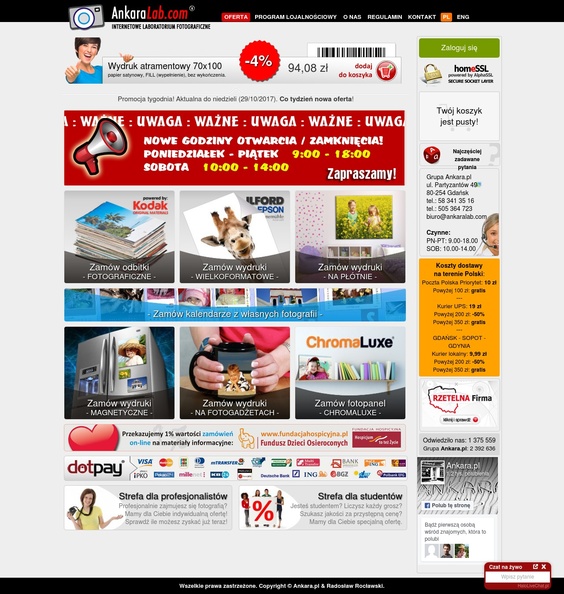 AnkaraLab.com
INTERNETOWE LABORATORIUM FOTOGRAFICZNE
OFERTA PROGRAM LOJALNOŚCIOWY O NAS REGULAMIN KONTAKT PL ENG
Wydruk atramentowy 70x100
papier satynowy, FILL (wypełnienie), bez wykończenia.
-4%
94,08 zł
dodaj
do koszyka
Promocja tygodnia! Aktualna do niedzieli (29/10/2017). Co tydzień nowa oferta!
WAŻNE : UWAGA : WAŻNE : UWAGA : WAŻNE : UWAGA
NOWE GODZINY OTWARCIA / ZAMKNIĘCIA!
PONIEDZIAŁEK - PIĄTEK 9:00 - 18:00
SOBOTA 10:00 - 14:00
Zapraszamy!
powered by:
Kodak
Zamów odbitki
- FOTOGRAFICZNE -
ILFORD
EPSON
Zamów wydruki
- WIELKOFORMATOWE -
Zamów wydruki
- NA PŁÓTNIE -
- Zamów kalendarze z własnych fotografii -
Zamów wydruki
- MAGNETYCZNE -
Zamów wydruki
- NA FOTOGADŻETACH -
ChromaLuxe
Zamów fotopanel
- CHROMALUXE -
Przekazujemy 1% wartości zamówień
on-line na materiały informacyjne:
www.fundacjahospicyjna.pl
Fundusz Dzieci Osieroconych
FUNDACJA HOSPICYJNA
dotpay
VISA
mTRANSFER
Deutsche Bank
ING
BGŻ
Strefa dla profesjonalistów
Profesjonalnie zajmujesz się fotografią?
Mamy dla Ciebie indywidualną ofertę!
Sprawdź ile możesz zyskać już teraz!
Strefa dla studentów
Jesteś studentem? Liczysz każdy grosz?
Szukasz jakości za przystępną cenę?
Mamy dla Ciebie specjalną ofertę.
Zaloguj się
homeSSL
powered by AlphaSSL
SECURE SOCKET LAYER
Twój koszyk
jest pusty!
Najczęściej
zadawane
pytania
Grupa Ankara.pl
ul. Partyzantów 49
80-254 Gdańsk
tel.: 58 341 35 16
tel.: 505 364 723
biuro@ankaralab.com
Czynne:
PN-PT: 9.00-18.00
SOB: 10.00-14.00
Koszty dostawy
na terenie Polski:
Poczta Polska Priorytet: 10 zł
Powyżej 100 zł: gratis
---
Kurier UPS: 19 zł
Powyżej 200 zł: -50%
Powyżej 350 zł: gratis
---
GDAŃSK - SOPOT -
GDYNIA
Kurier lokalny: 9,99 zł
Powyżej 200 zł: -50%
Powyżej 350 zł: gratis
RZETELNA Firma
kliknij i sprawdź
Odwiedziło nas: 1 375 559
Grupa Ankara.pl: 2 392 636
Ankara.pl
Polub tę stronę
Bądź pierwszą osobą
wśród znajomych, która to
polubi
Czat na żywo
Wpisz pytanie
Wszelkie prawa zastrzeżone. Copyright © Ankara.pl & Radosław Rocławski.